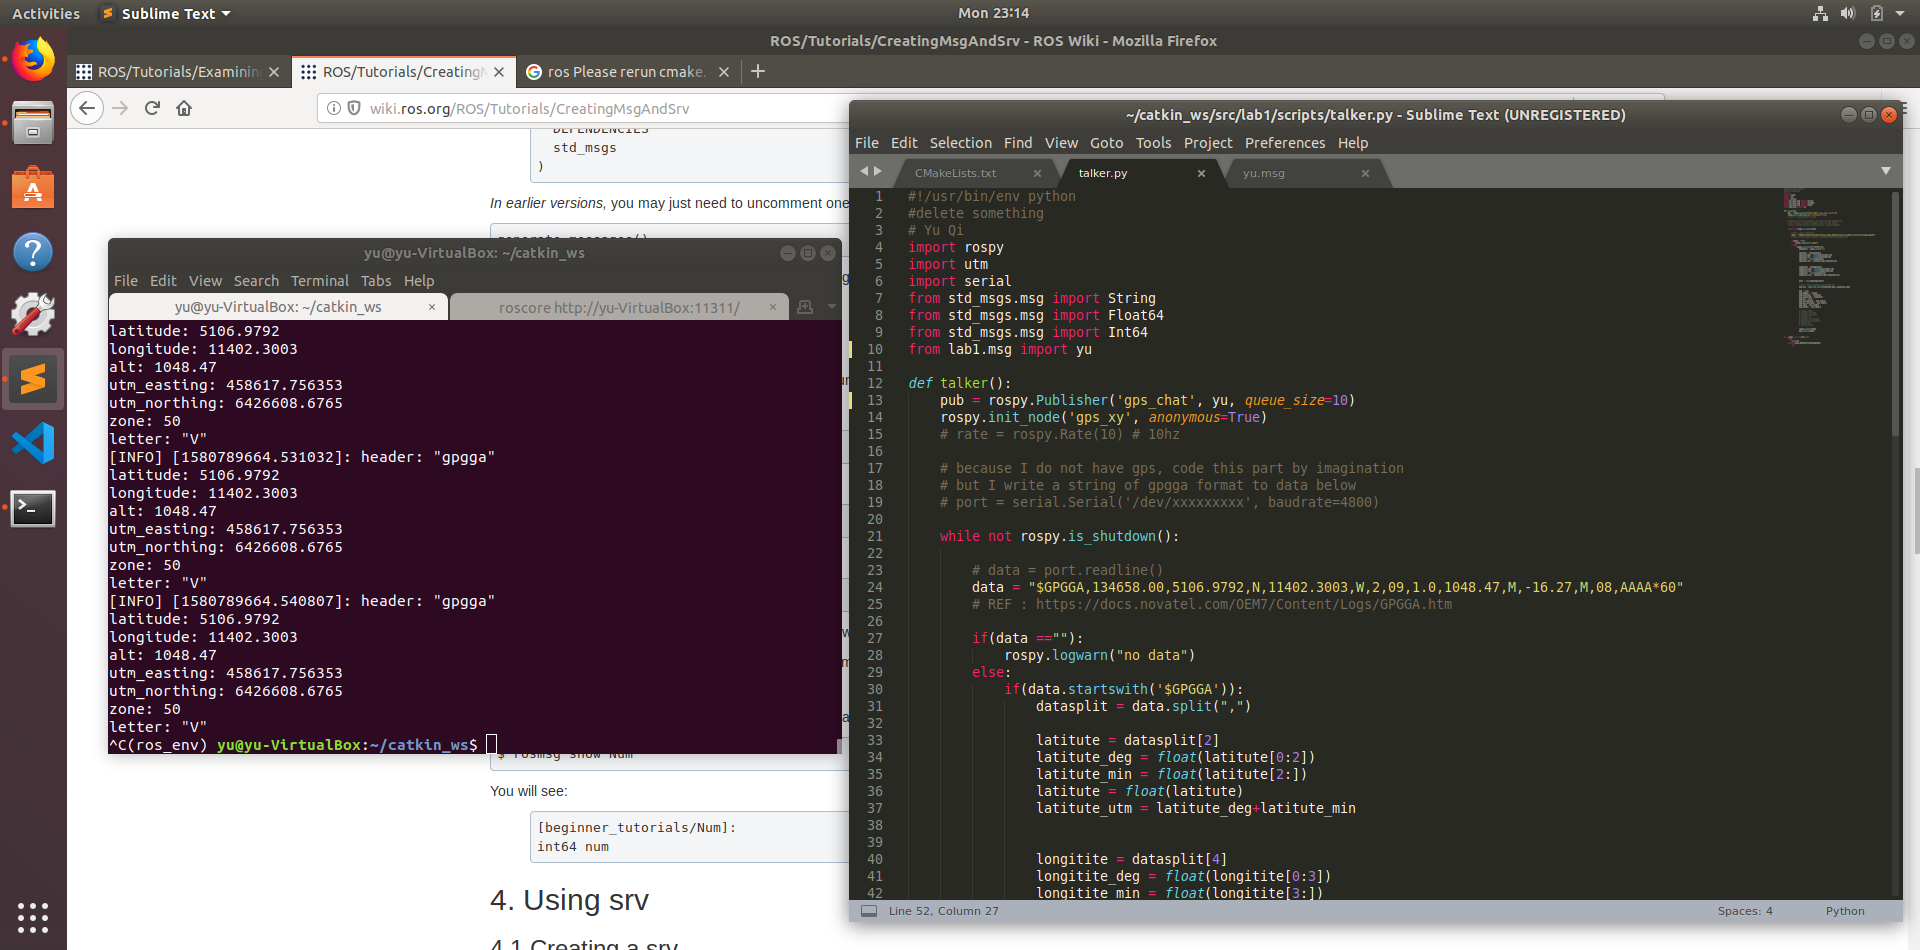 Activities Sublime Text Mon 23:14
ROS/Tutorials/CreatingMsgAndSrv - ROS Wiki - Mozilla Firefox
ROS/Tutorials/Examining ROS/Tutorials/CreatingM ros Please rerun cmake.
wiki.ros.org/ROS/Tutorials/CreatingMsgAndSrv
DEPENDENCIES
std_msgs
)
In earlier versions, you may just need to uncomment one
yu@yu-VirtualBox: ~/catkin_ws
File Edit View Search Terminal Tabs Help
yu@yu-VirtualBox: ~/catkin_ws roscore http://yu-VirtualBox:11311/
latitude: 5106.9792
longitude: 11402.3003
alt: 1048.47
utm_easting: 458617.756353
utm_northing: 6426608.6765
zone: 50
letter: "V"
[INFO] [1580789664.531032]: header: "gpgga"
latitude: 5106.9792
longitude: 11402.3003
alt: 1048.47
utm_easting: 458617.756353
utm_northing: 6426608.6765
zone: 50
letter: "V"
[INFO] [1580789664.540807]: header: "gpgga"
latitude: 5106.9792
longitude: 11402.3003
alt: 1048.47
utm_easting: 458617.756353
utm_northing: 6426608.6765
zone: 50
letter: "V"
^C(ros_env) yu@yu-VirtualBox:~/catkin_ws$
$ rosmsg show Num
You will see:
[beginner_tutorials/Num]:
int64 num
4. Using srv
4.1 Creating a srv
~/catkin_ws/src/lab1/scripts/talker.py - Sublime Text (UNREGISTERED)
File Edit Selection Find View Goto Tools Project Preferences Help
CMakeLists.txt talker.py yu.msg
1 #!/usr/bin/env python
2 #delete something
3 # Yu Qi
4 import rospy
5 import utm
6 import serial
7 from std_msgs.msg import String
8 from std_msgs.msg import Float64
9 from std_msgs.msg import Int64
10 from lab1.msg import yu
11
12 def talker():
13 pub = rospy.Publisher('gps_chat', yu, queue_size=10)
14 rospy.init_node('gps_xy', anonymous=True)
15 # rate = rospy.Rate(10) # 10hz
16
17 # because I do not have gps, code this part by imagination
18 # but I write a string of gpgga format to data below
19 # port = serial.Serial('/dev/xxxxxxxxx', baudrate=4800)
20
21 while not rospy.is_shutdown():
22
23 # data = port.readline()
24 data = "$GPGGA,134658.00,5106.9792,N,11402.3003,W,2,09,1.0,1048.47,M,-16.27,M,08,AAAA*60"
25 # REF : https://docs.novatel.com/OEM7/Content/Logs/GPGGA.htm
26
27 if(data ==""):
28 rospy.logwarn("no data")
29 else:
30 if(data.startswith('$GPGGA')):
31 datasplit = data.split(",")
32
33 latitute = datasplit[2]
34 latitute_deg = float(latitute[0:2])
35 latitute_min = float(latitute[2:])
36 latitute = float(latitute)
37 latitute_utm = latitute_deg+latitute_min
38
39
40 longitite = datasplit[4]
41 longitite_deg = float(longitite[0:3])
42 longitite_min = float(longitite[3:])
Line 52, Column 27 Spaces: 4 Python